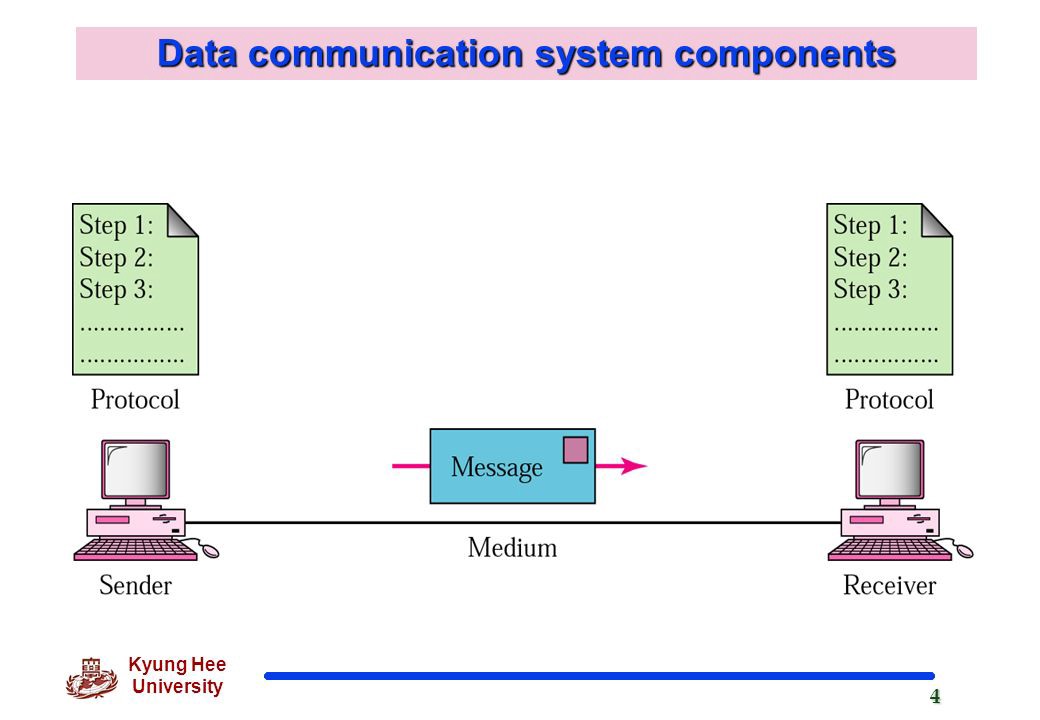 Data communication system components
Step 1:
Step 2:
Step 3:
................
................
Protocol
Step 1:
Step 2:
Step 3:
................
................
Protocol
Message
Medium
Sender
Receiver
Kyung Hee
University
4